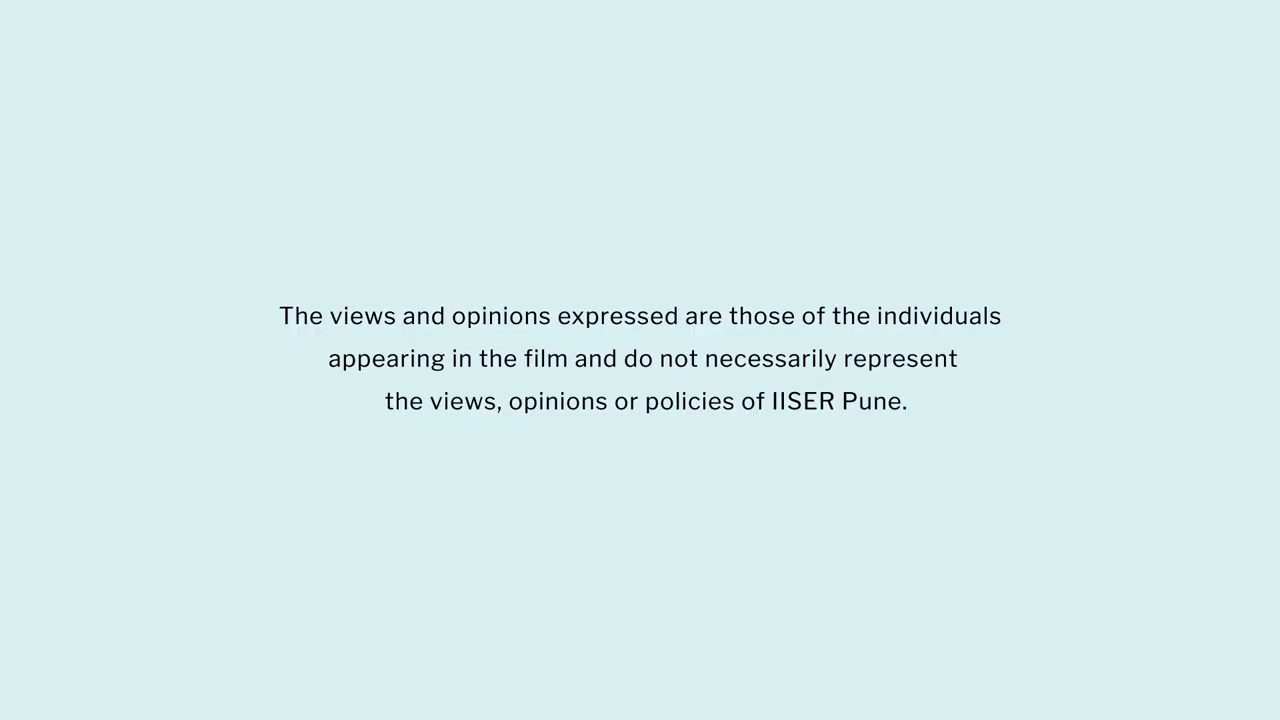 The views and opinions expressed are those of the individuals
appearing in the film and do not necessarily represent
the views, opinions or policies of IISER Pune.